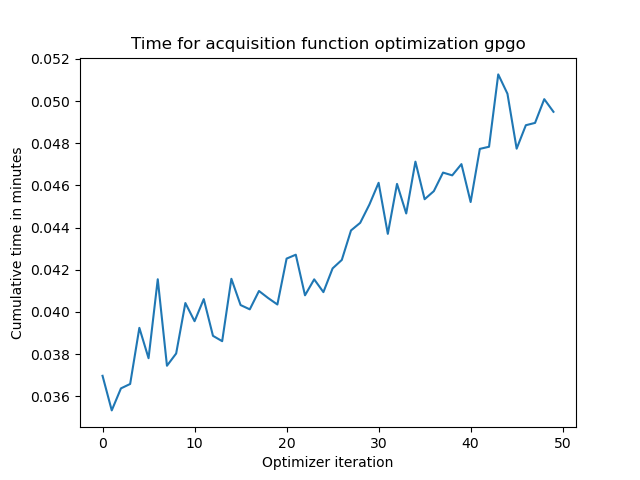 Time for acquisition function optimization gpgo
0.052
0.050
0.048
0.046
0.044
0.042
0.040
0.038
0.036
Cumulative time in minutes
0 10 20 30 40 50
Optimizer iteration